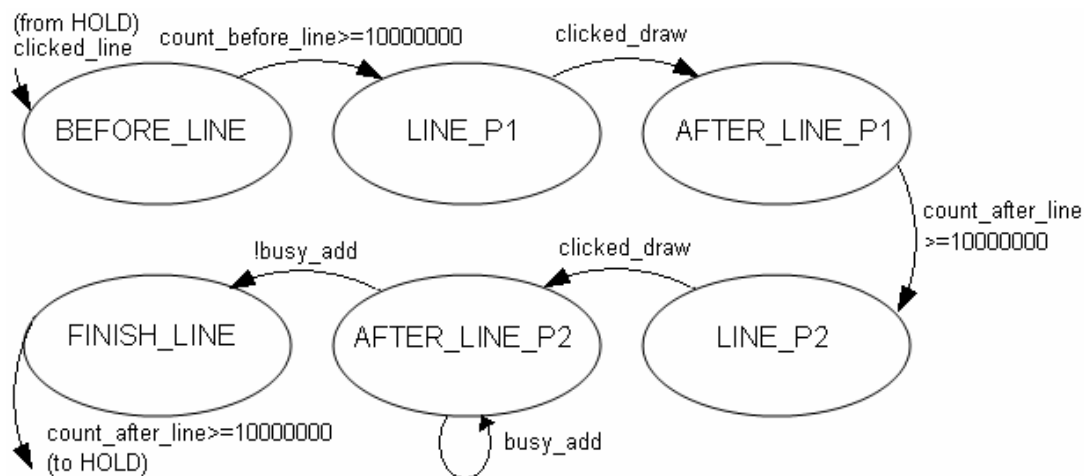 (from HOLD)
clicked_line
count_before_line>=10000000
clicked_draw
BEFORE_LINE
LINE_P1
AFTER_LINE_P1
count_after_line
>=10000000
!busy_add
clicked_draw
FINISH_LINE
AFTER_LINE_P2
LINE_P2
count_after_line>=10000000
(to HOLD)
busy_add